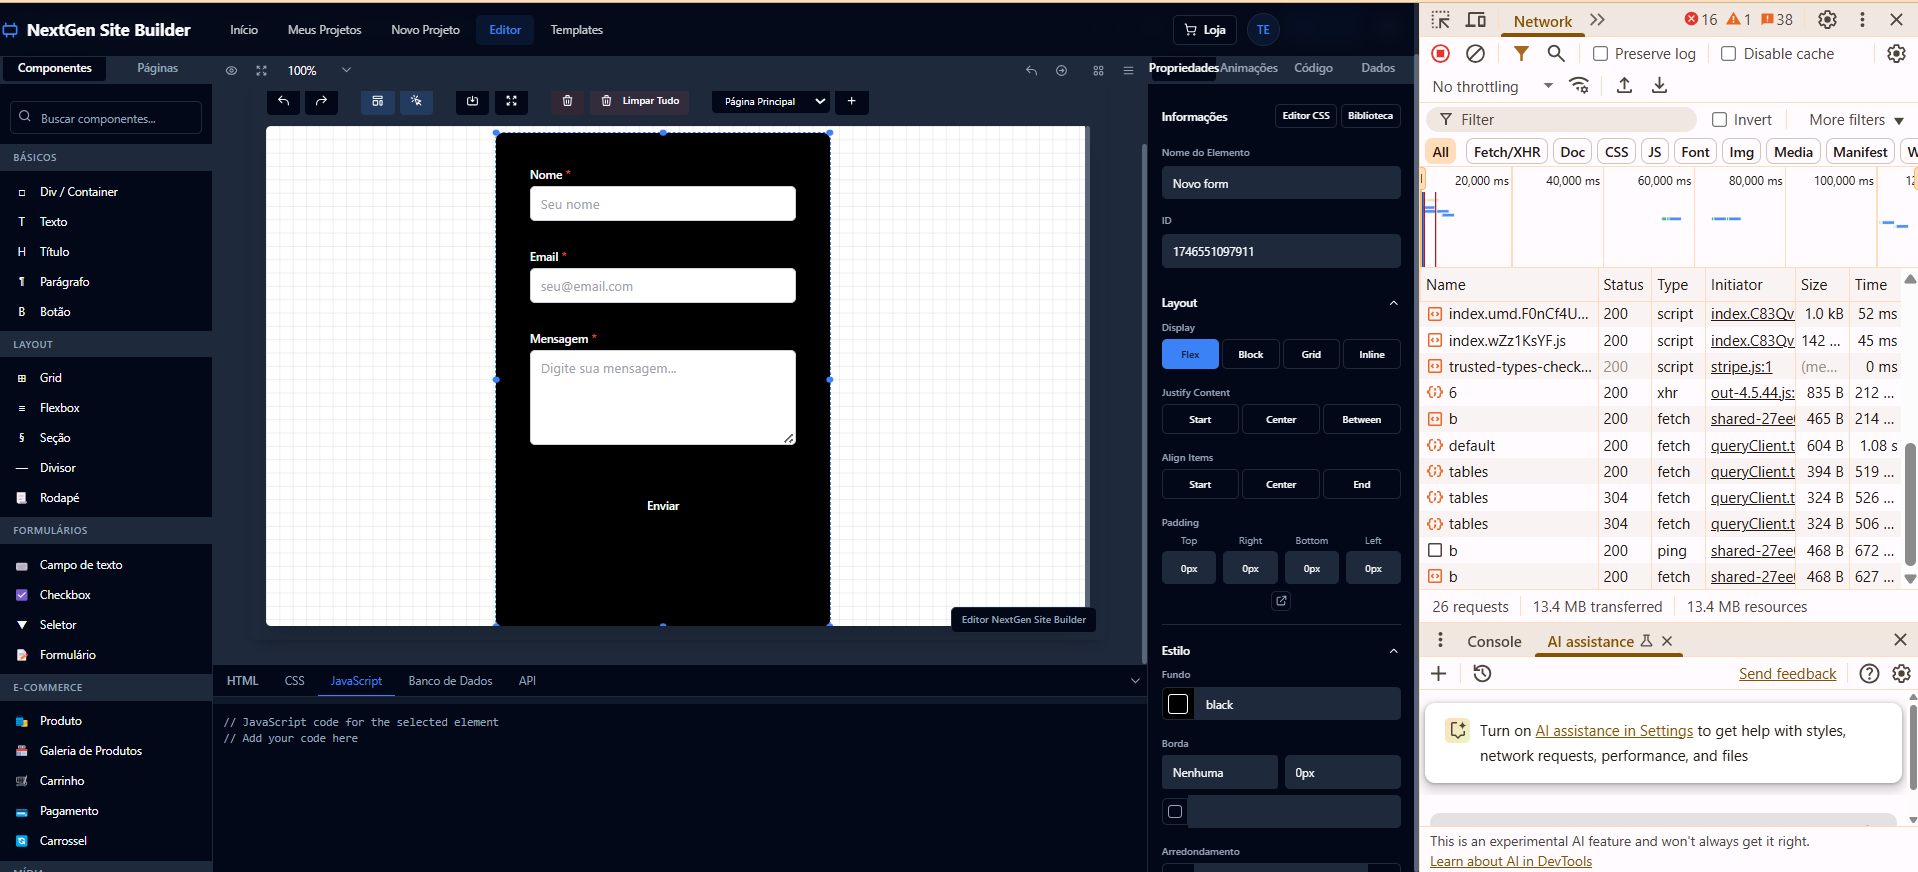 NextGen Site Builder
Início
Meus Projetos
Novo Projeto
Editor
Templates
Loja
TE
Componentes
Páginas
Buscar componentes...
BÁSICOS
Div / Container
T Texto
H Título
¶ Parágrafo
B Botão
LAYOUT
Grid
Flexbox
§ Seção
Divisor
Rodapé
FORMULÁRIOS
Campo de texto
Checkbox
Seletor
Formulário
E-COMMERCE
Produto
Galeria de Produtos
Carrinho
Pagamento
Carrossel
100%
Limpar Tudo
Página Principal
+
Nome *
Seu nome
Email *
seu@email.com
Mensagem *
Digite sua mensagem...
Enviar
Editor NextGen Site Builder
HTML
CSS
JavaScript
Banco de Dados
API
// JavaScript code for the selected element
// Add your code here
Propriedades
Animações
Código
Dados
Informações
Editor CSS
Biblioteca
Nome do Elemento
Novo form
ID
1746551097911
Layout
Display
Flex
Block
Grid
Inline
Justify Content
Start
Center
Between
Align Items
Start
Center
End
Padding
Top
Right
Bottom
Left
0px
0px
0px
0px
Estilo
Fundo
black
Borda
Nenhuma
0px
Arredondamento
Network
16
1
38
Preserve log
Disable cache
No throttling
Filter
Invert
More filters
All
Fetch/XHR
Doc
CSS
JS
Font
Img
Media
Manifest
W
20,000 ms
40,000 ms
60,000 ms
80,000 ms
100,000 ms
Name Status Type Initiator Size Time
index.umd.F0nCf4U... 200 script index.C83Qv 1.0 kB 52 ms
index.wZz1KsYF.js 200 script index.C83Qv 142 ... 45 ms
trusted-types-check... 200 script stripe.js:1 (me... 0 ms
6 200 xhr out-4.5.44.js: 835 B 212 ...
b 200 fetch shared-27ee 465 B 214 ...
default 200 fetch queryClient.t 604 B 1.08 s
tables 200 fetch queryClient.t 394 B 519 ...
tables 304 fetch queryClient.t 324 B 526 ...
tables 304 fetch queryClient.t 324 B 506 ...
b 200 ping shared-27ee 468 B 672 ...
b 200 fetch shared-27ee 468 B 627 ...
26 requests
13.4 MB transferred
13.4 MB resources
Console
AI assistance
Send feedback
Turn on AI assistance in Settings to get help with styles,
network requests, performance, and files
This is an experimental AI feature and won't always get it right.
Learn about AI in DevTools